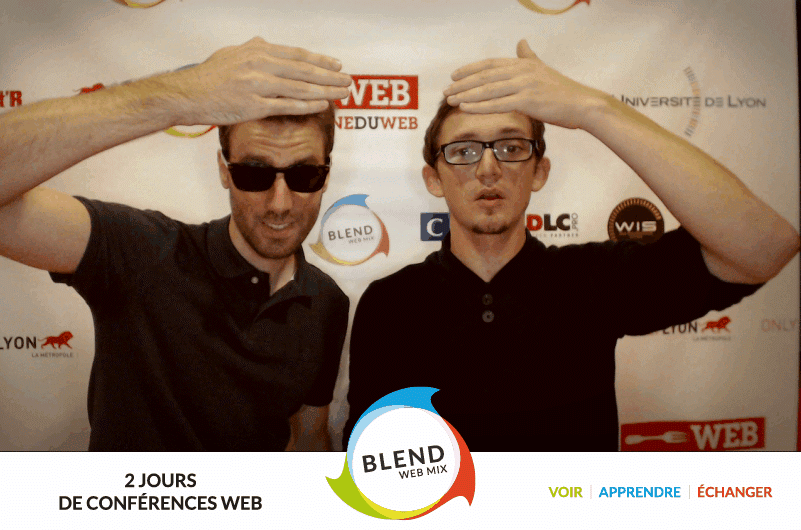 WEB
NEDUWEB
UNIVERSITÉ DE LYON
BLEND
WEB MIX
C
DLC
WIS
LYON
LA MÉTROPOLE
LYON
ONLY
WEB
BLEND
WEB MIX
2 JOURS
DE CONFÉRENCES WEB
VOIR | APPRENDRE | ÉCHANGER